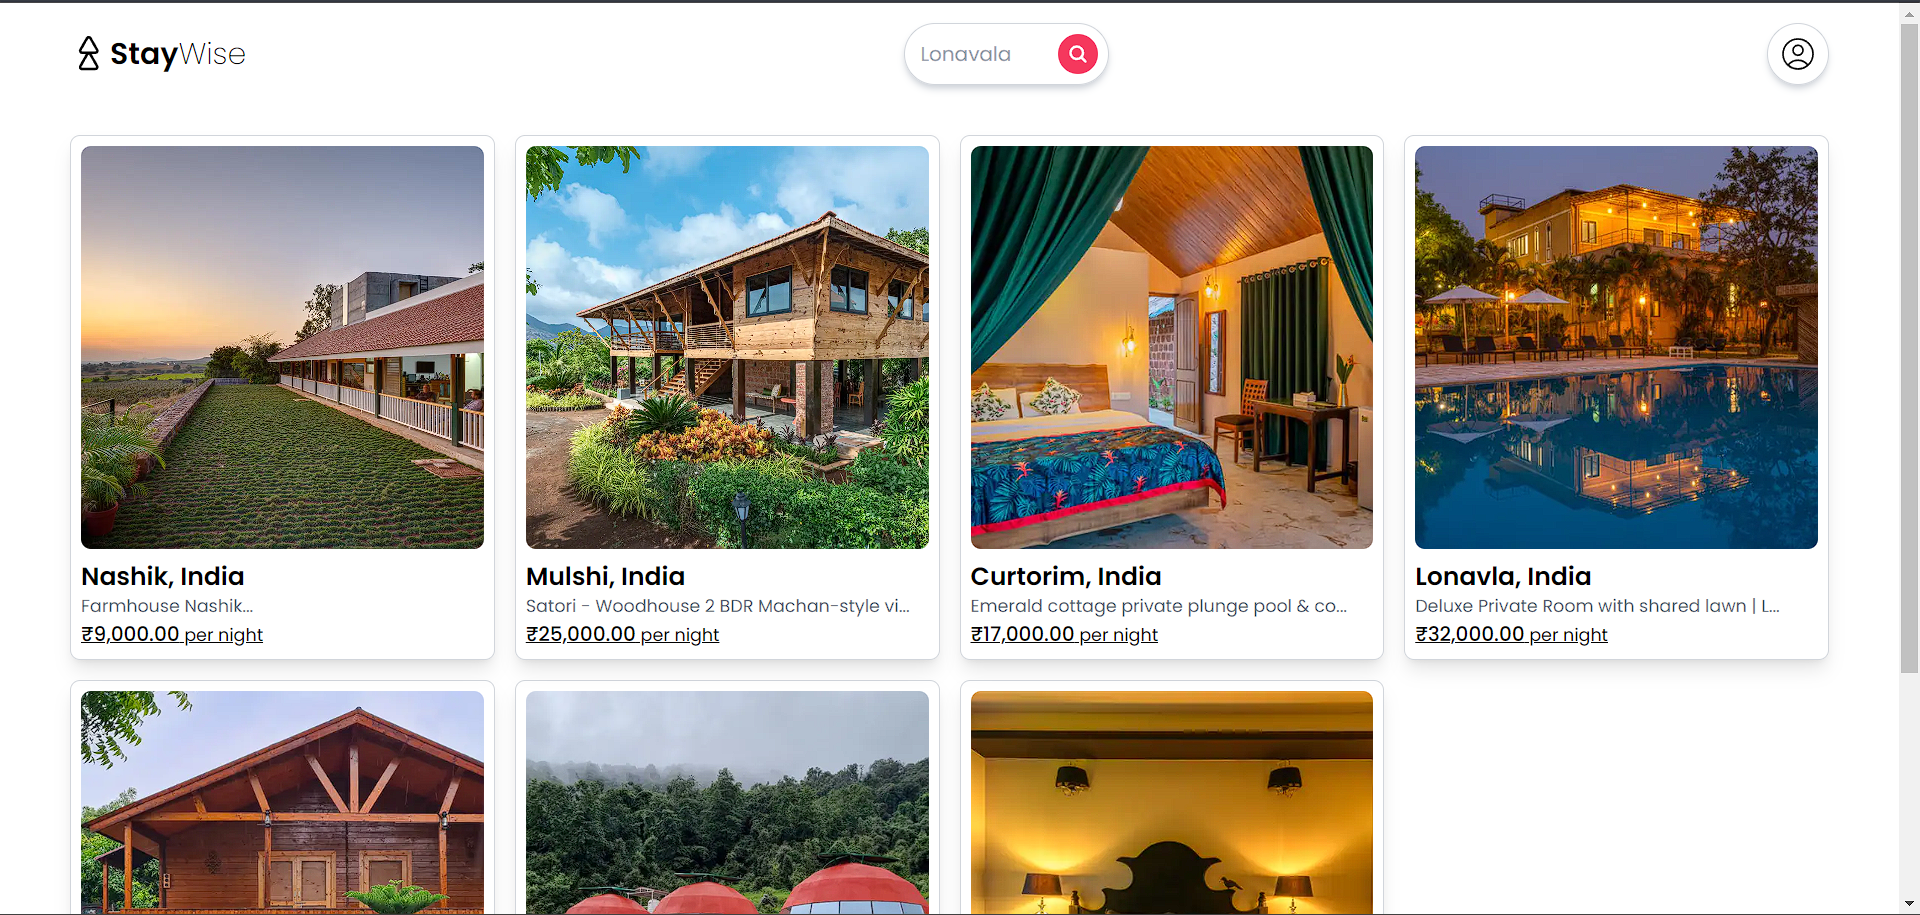 StayWise
Lonavala
Nashik, India
Farmhouse Nashik...
₹9,000.00 per night
Mulshi, India
Satori - Woodhouse 2 BDR Machan-style vi...
₹25,000.00 per night
Curtorim, India
Emerald cottage private plunge pool & co...
₹17,000.00 per night
Lonavla, India
Deluxe Private Room with shared lawn | L...
₹32,000.00 per night